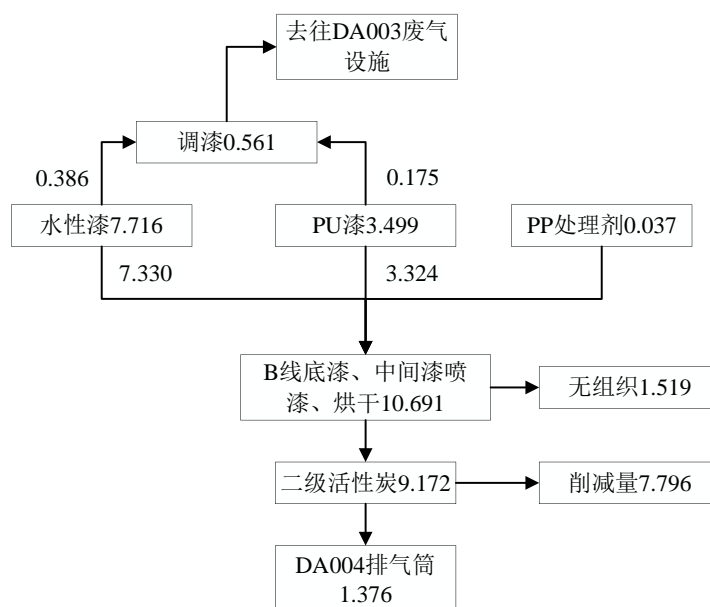 去往DA003废气
设施
调漆0.561
0.386
0.175
水性漆7.716
PU漆3.499
PP处理剂0.037
7.330
3.324
B线底漆、中间漆喷
漆、烘干10.691
无组织1.519
二级活性炭9.172
削减量7.796
DA004排气筒
1.376